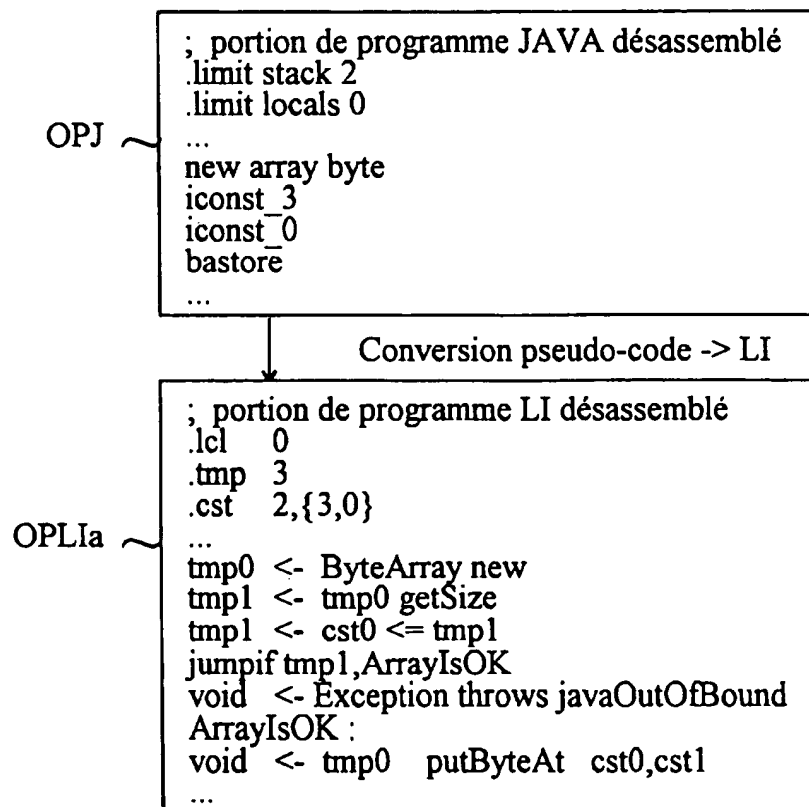 ; portion de programme JAVA désassemblé
.limit stack 2
.limit locals 0
OPJ
...
new array byte
iconst_3
iconst_0
bastore
...
Conversion pseudo-code -> LI
; portion de programme LI désassemblé
.lcl 0
.tmp 3
.cst 2,{3,0}
OPLIa
...
tmp0 <- ByteArray new
tmp1 <- tmp0 getSize
tmp1 <- cst0 <= tmp1
jumpif tmp1,ArrayIsOK
void <- Exception throws javaOutOfBound
ArrayIsOK :
void <- tmp0 putByteAt cst0,cst1
...